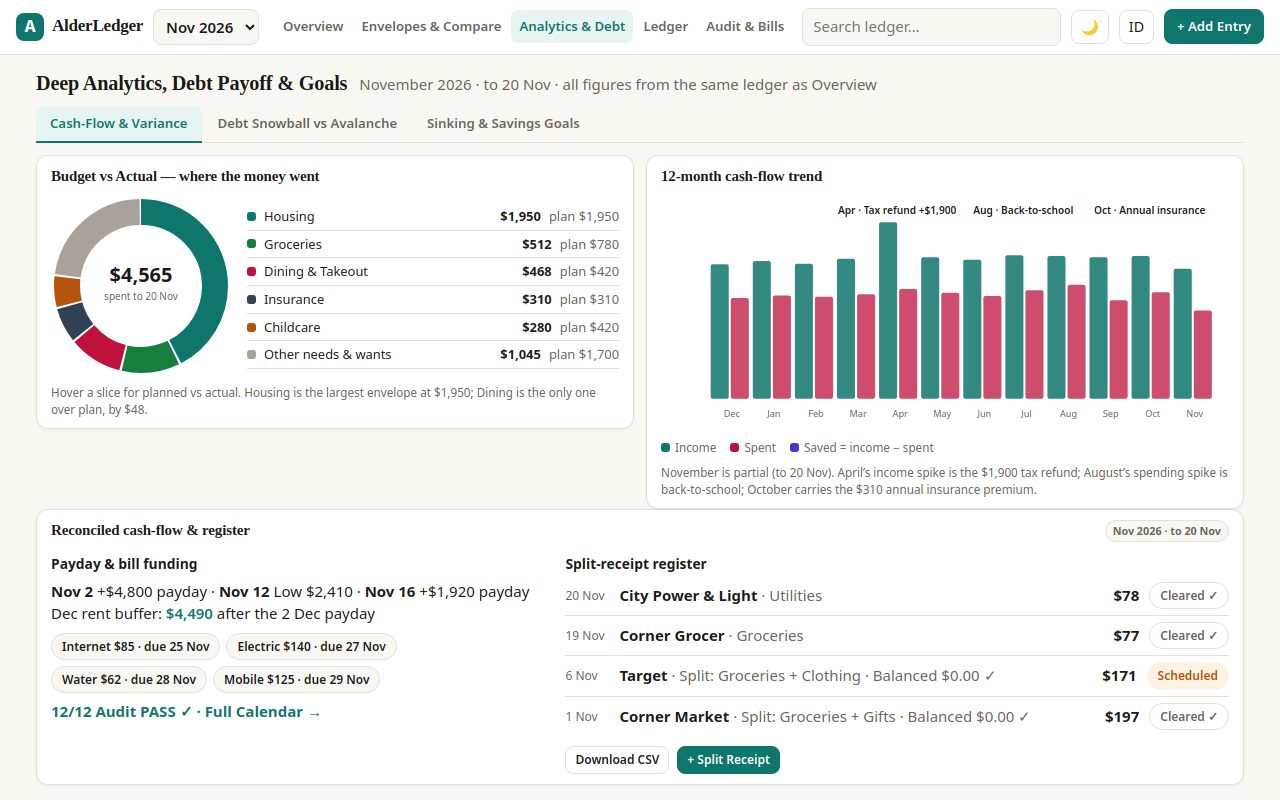 A AlderLedger Nov 2026 Overview Envelopes & Compare Analytics & Debt Ledger Audit & Bills Search ledger... 🌙 ID + Add Entry
Deep Analytics, Debt Payoff & Goals November 2026 · to 20 Nov · all figures from the same ledger as Overview
Cash-Flow & Variance Debt Snowball vs Avalanche Sinking & Savings Goals
Budget vs Actual — where the money went
$4,565
spent to 20 Nov
Housing $1,950 plan $1,950
Groceries $512 plan $780
Dining & Takeout $468 plan $420
Insurance $310 plan $310
Childcare $280 plan $420
Other needs & wants $1,045 plan $1,700
Hover a slice for planned vs actual. Housing is the largest envelope at $1,950; Dining is the only one
over plan, by $48.
12-month cash-flow trend
Apr · Tax refund +$1,900 Aug · Back-to-school Oct · Annual insurance
Dec Jan Feb Mar Apr May Jun Jul Aug Sep Oct Nov
Income Spent Saved = income − spent
November is partial (to 20 Nov). April’s income spike is the $1,900 tax refund; August’s spending spike is
back-to-school; October carries the $310 annual insurance premium.
Reconciled cash-flow & register Nov 2026 · to 20 Nov
Payday & bill funding
Nov 2 +$4,800 payday · Nov 12 Low $2,410 · Nov 16 +$1,920 payday
Dec rent buffer: $4,490 after the 2 Dec payday
Internet $85 · due 25 Nov Electric $140 · due 27 Nov
Water $62 · due 28 Nov Mobile $125 · due 29 Nov
12/12 Audit PASS ✓ · Full Calendar →
Split-receipt register
20 Nov City Power & Light · Utilities $78 Cleared ✓
19 Nov Corner Grocer · Groceries $77 Cleared ✓
6 Nov Target · Split: Groceries + Clothing · Balanced $0.00 ✓ $171 Scheduled
1 Nov Corner Market · Split: Groceries + Gifts · Balanced $0.00 ✓ $197 Cleared ✓
Download CSV + Split Receipt